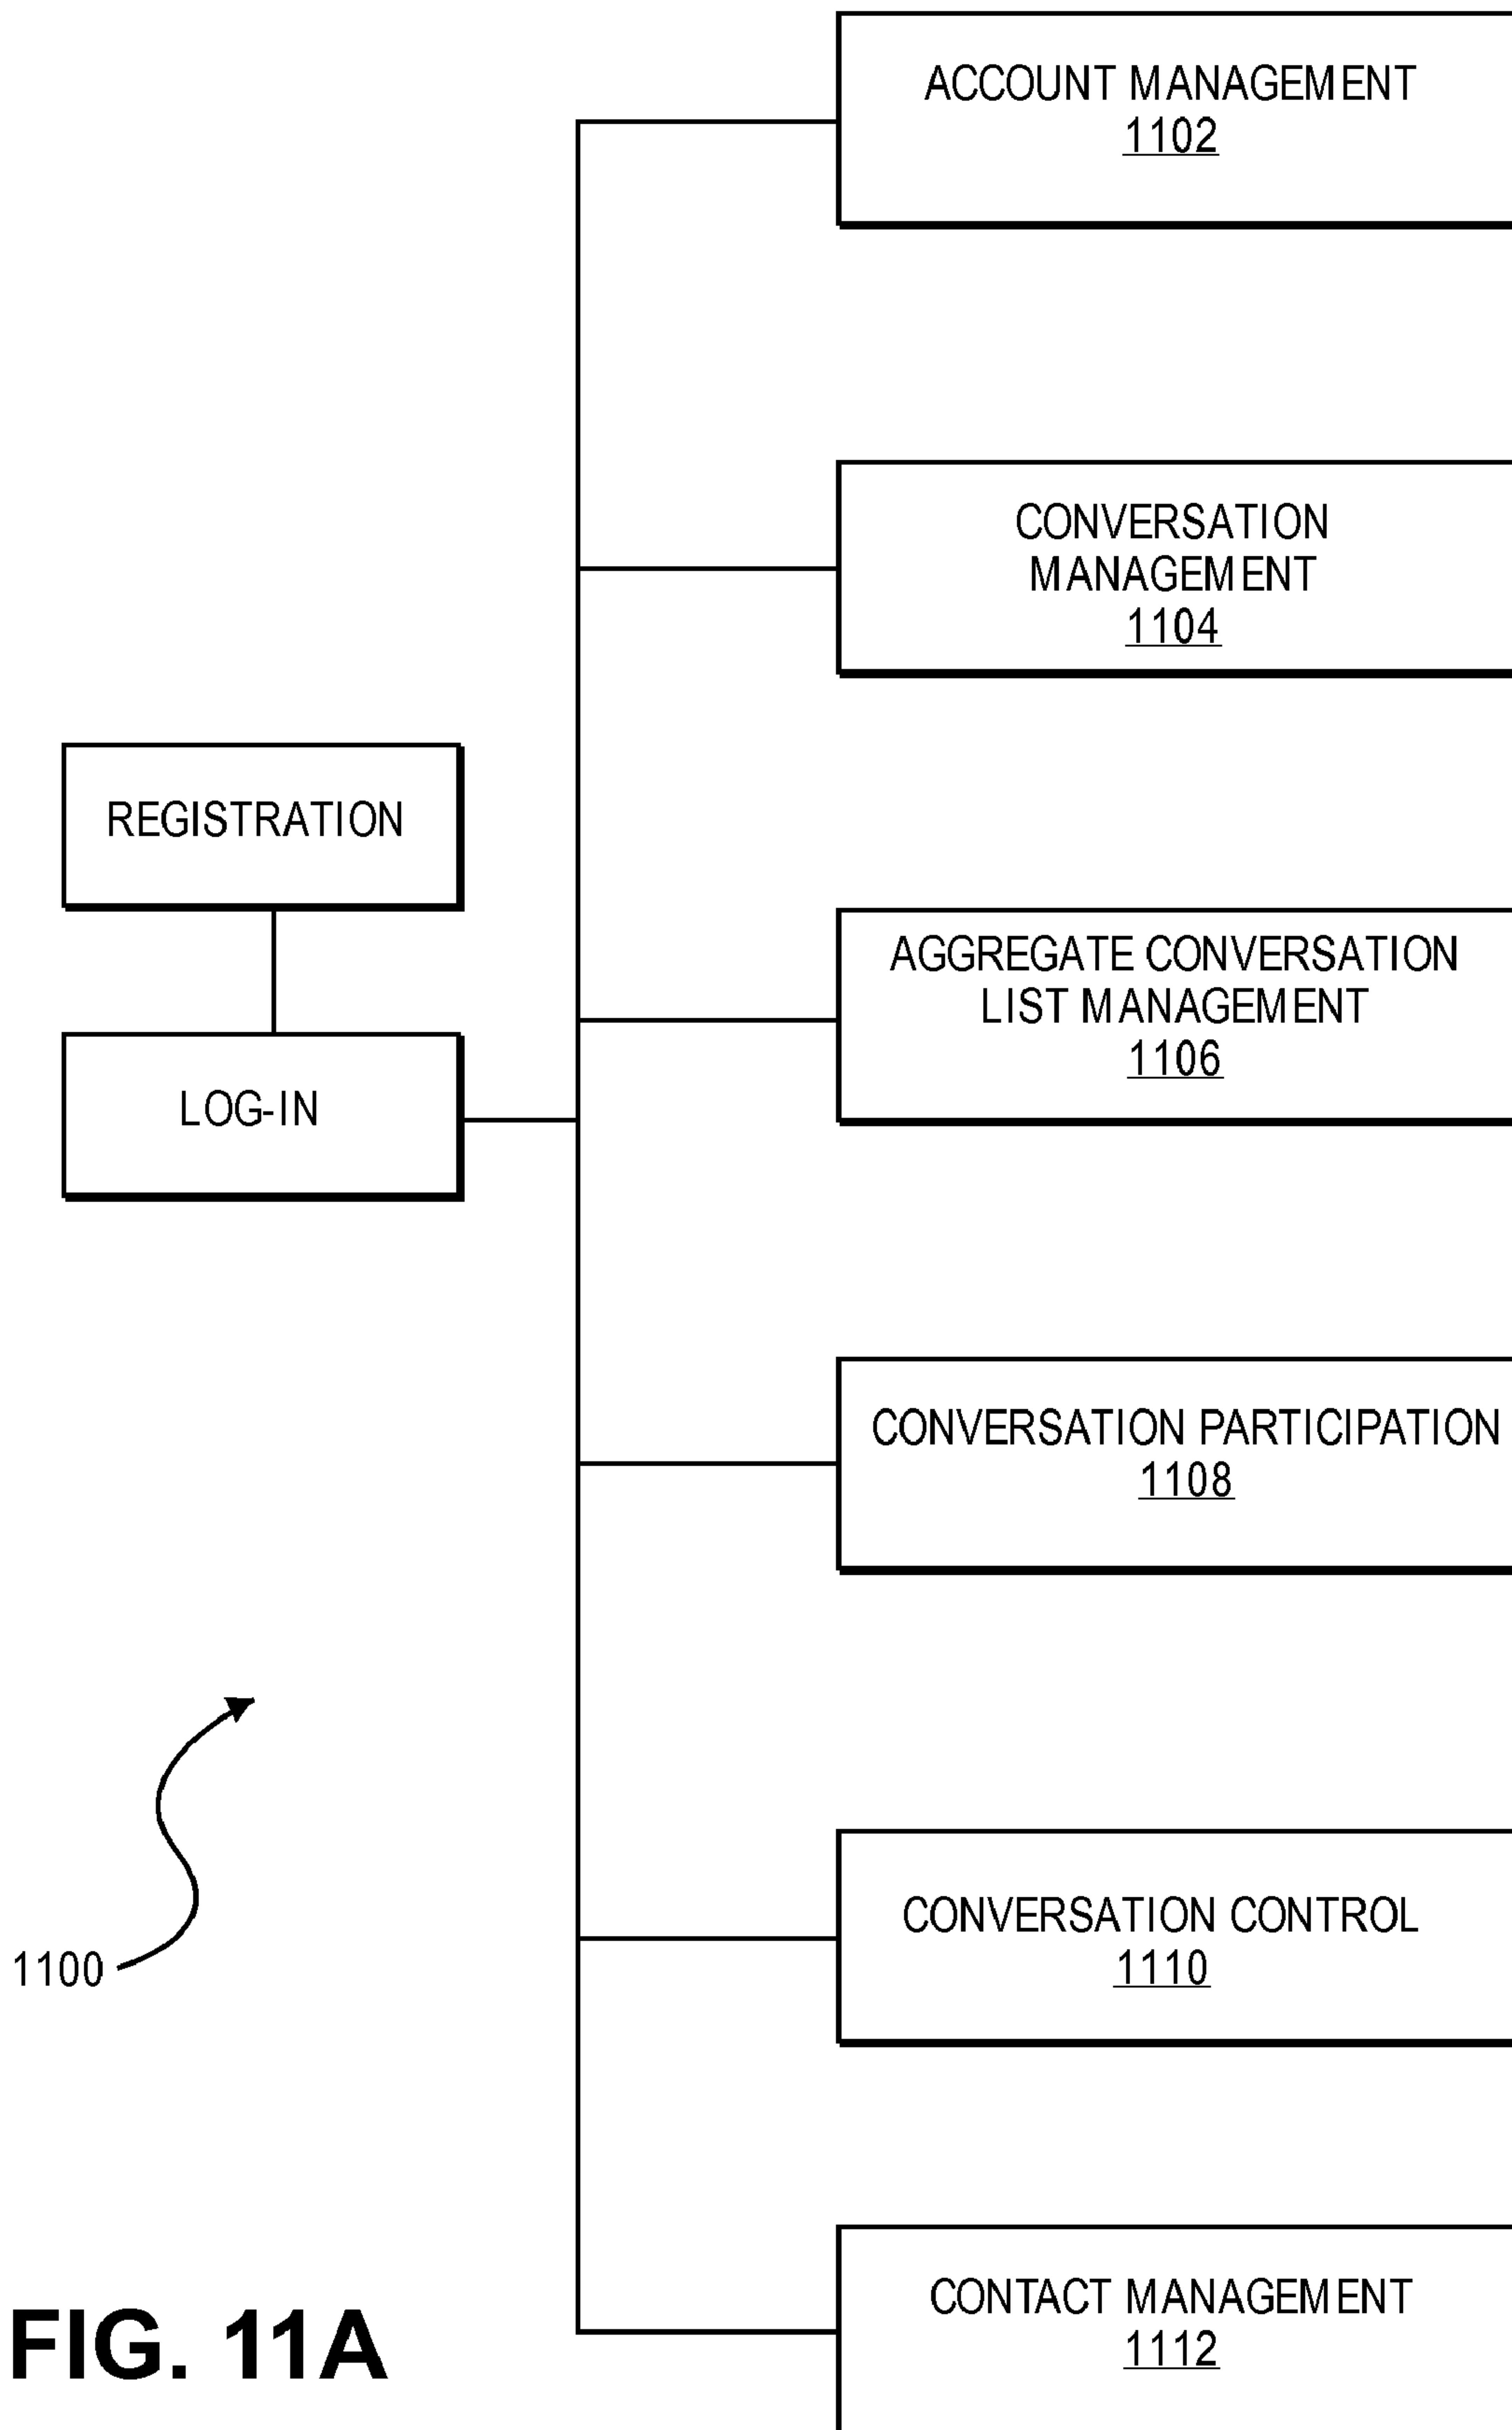 ACCOUNT MANAGEMENT
1102
CONVERSATION
MANAGEMENT
1104
REGISTRATION
AGGREGATE CONVERSATION
LIST MANAGEMENT
1106
LOG-IN
CONVERSATION PARTICIPATION
1108
CONVERSATION CONTROL
1110
1100
CONTACT MANAGEMENT
1112
FIG. 11A